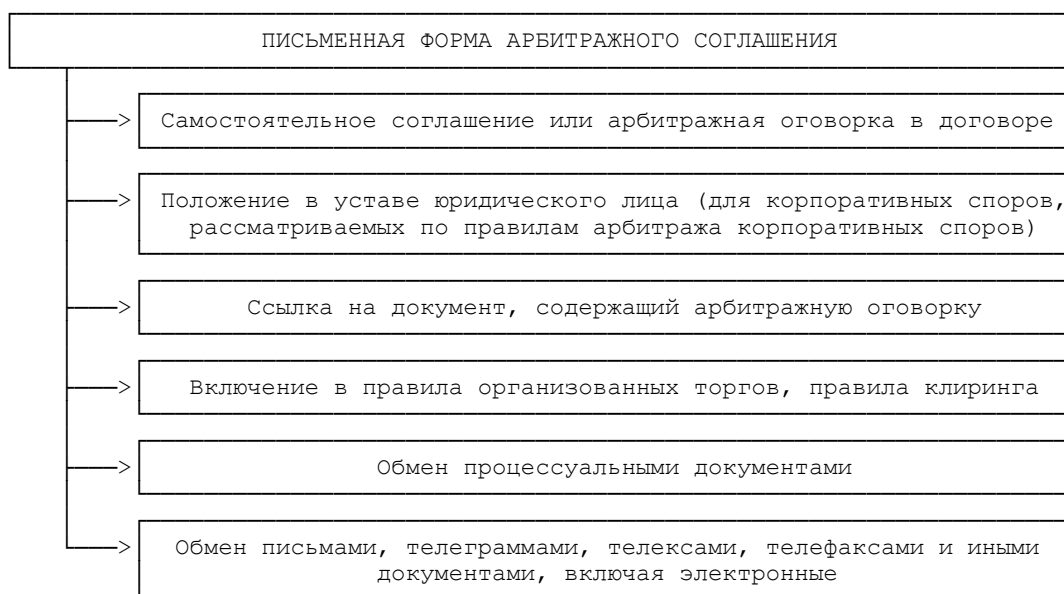 ПИСЬМЕННАЯ ФОРМА АРБИТРАЖНОГО СОГЛАШЕНИЯ
Самостоятельное соглашение или арбитражная оговорка в договоре
Положение в уставе юридического лица (для корпоративных споров,
рассматриваемых по правилам арбитража корпоративных споров)
Ссылка на документ, содержащий арбитражную оговорку
Включение в правила организованных торгов, правила клиринга
Обмен процессуальными документами
Обмен письмами, телеграммами, телексами, телефаксами и иными
документами, включая электронные